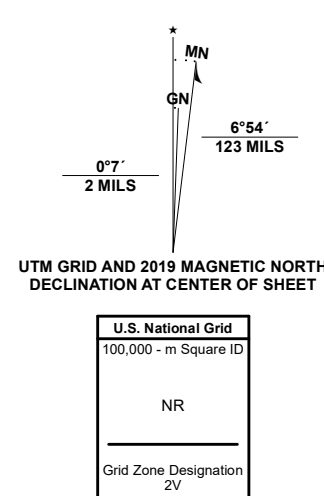 ★
MN
GN
6°54´
123 MILS
0°7´
2 MILS
UTM GRID AND 2019 MAGNETIC NORTH
DECLINATION AT CENTER OF SHEET
U.S. National Grid
100,000 - m Square ID
NR
Grid Zone Designation
2V